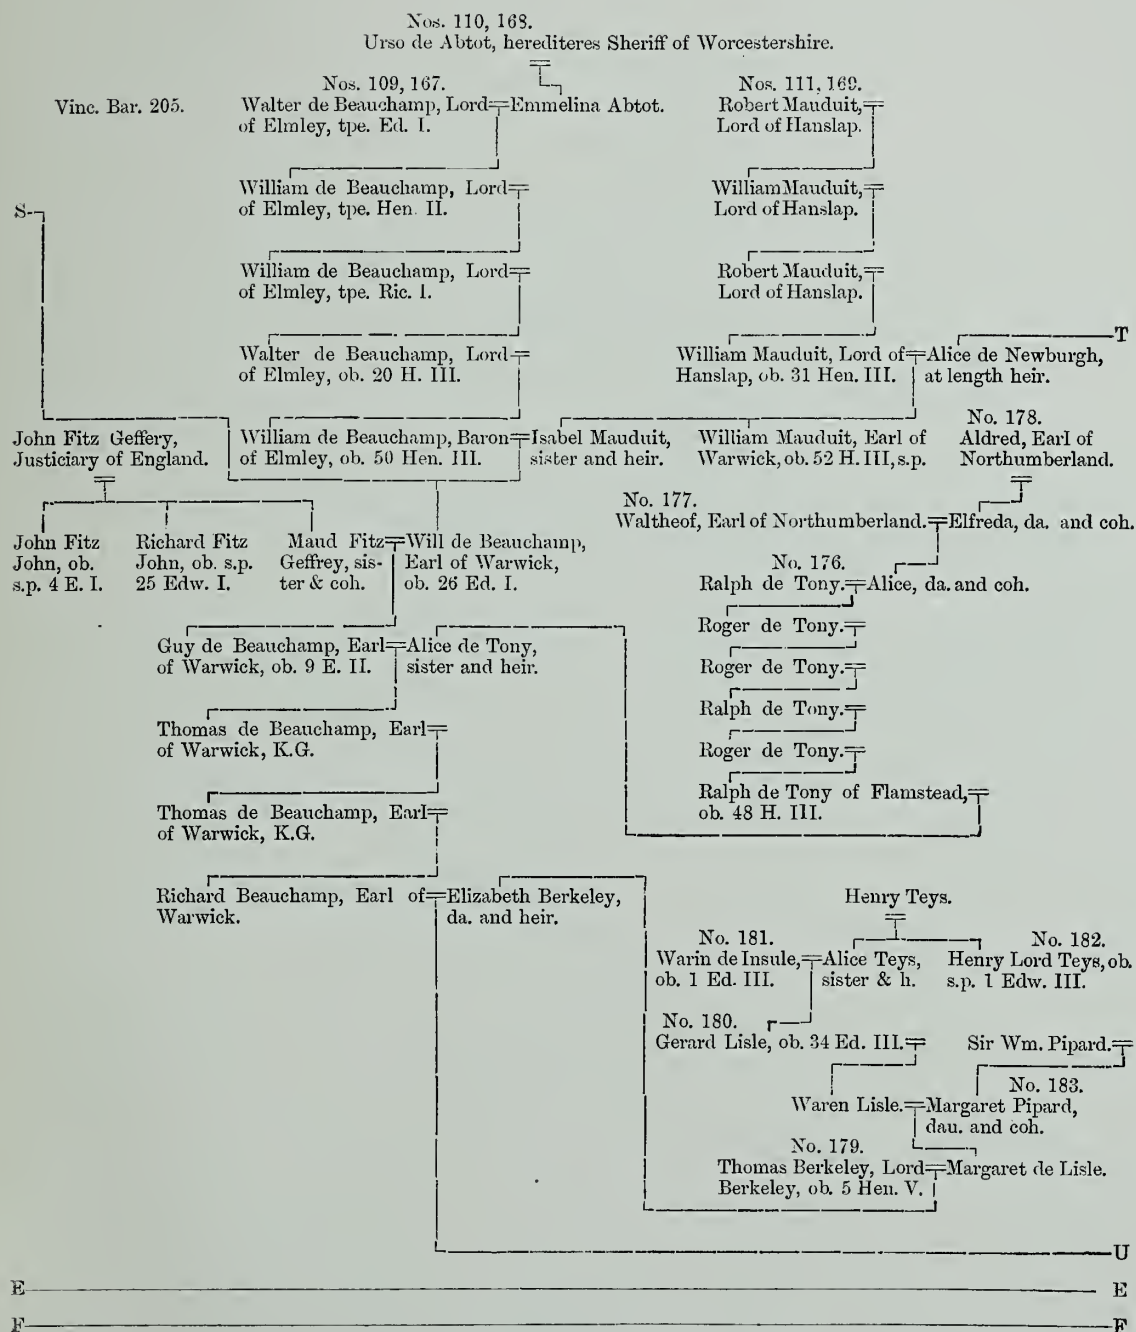 Nos. 110, 168.
Urso de Abtot, herediteres Sheriff of Worcestershire.
Nos. 109, 167.
Nos. 111, 169.
Vinc. Bar. 205.
Walter de Beauchamp, Lord Emmelina Abtot.
of Elmley, tpe. Ed. I.
Robert Mauduit,
Lord of Hanslap.
William de Beauchamp, Lord
of Elmley, tpe. Hen. II.
William Mauduit,
Lord of Hanslap.
S
William de Beauchamp, Lord
of Elmley, tpe. Ric. I.
Robert Mauduit,
Lord of Hanslap.
T
Walter de Beauchamp, Lord
of Elmley, ob. 20 H. III.
William Mauduit, Lord of
Hanslap, ob. 31 Hen. III.
Alice de Newburgh,
at length heir.
John Fitz Geffery,
Justiciary of England.
William de Beauchamp, Baron
of Elmley, ob. 50 Hen. III.
Isabel Mauduit,
sister and heir.
William Mauduit, Earl of
Warwick, ob. 52 H. III, s.p.
No. 178.
Aldred, Earl of
Northumberland.
No. 177.
Waltheof, Earl of Northumberland. Elfreda, da. and coh.
John Fitz
John, ob.
s.p. 4 E. I.
Richard Fitz
John, ob. s.p.
25 Edw. I.
Maud Fitz
Geffrey, sis-
ter & coh.
Will de Beauchamp,
Earl of Warwick,
ob. 26 Ed. I.
No. 176.
Ralph de Tony. Alice, da. and coh.
Roger de Tony.
Guy de Beauchamp, Earl
of Warwick, ob. 9 E. II.
Alice de Tony,
sister and heir.
Roger de Tony.
Ralph de Tony.
Thomas de Beauchamp, Earl
of Warwick, K.G.
Roger de Tony.
Ralph de Tony of Flamstead,
ob. 48 H. III.
Thomas de Beauchamp, Earl
of Warwick, K.G.
Richard Beauchamp, Earl of
Warwick.
Elizabeth Berkeley,
da. and heir.
Henry Teys.
No. 181.
Warin de Insule,
ob. 1 Ed. III.
Alice Teys,
sister & h.
No. 182.
Henry Lord Teys, ob.
s.p. 1 Edw. III.
No. 180.
Gerard Lisle, ob. 34 Ed. III.
Sir Wm. Pipard.
No. 183.
Waren Lisle. Margaret Pipard,
dau. and coh.
No. 179.
Thomas Berkeley, Lord Margaret de Lisle.
Berkeley, ob. 5 Hen. V.
U
E E
F F